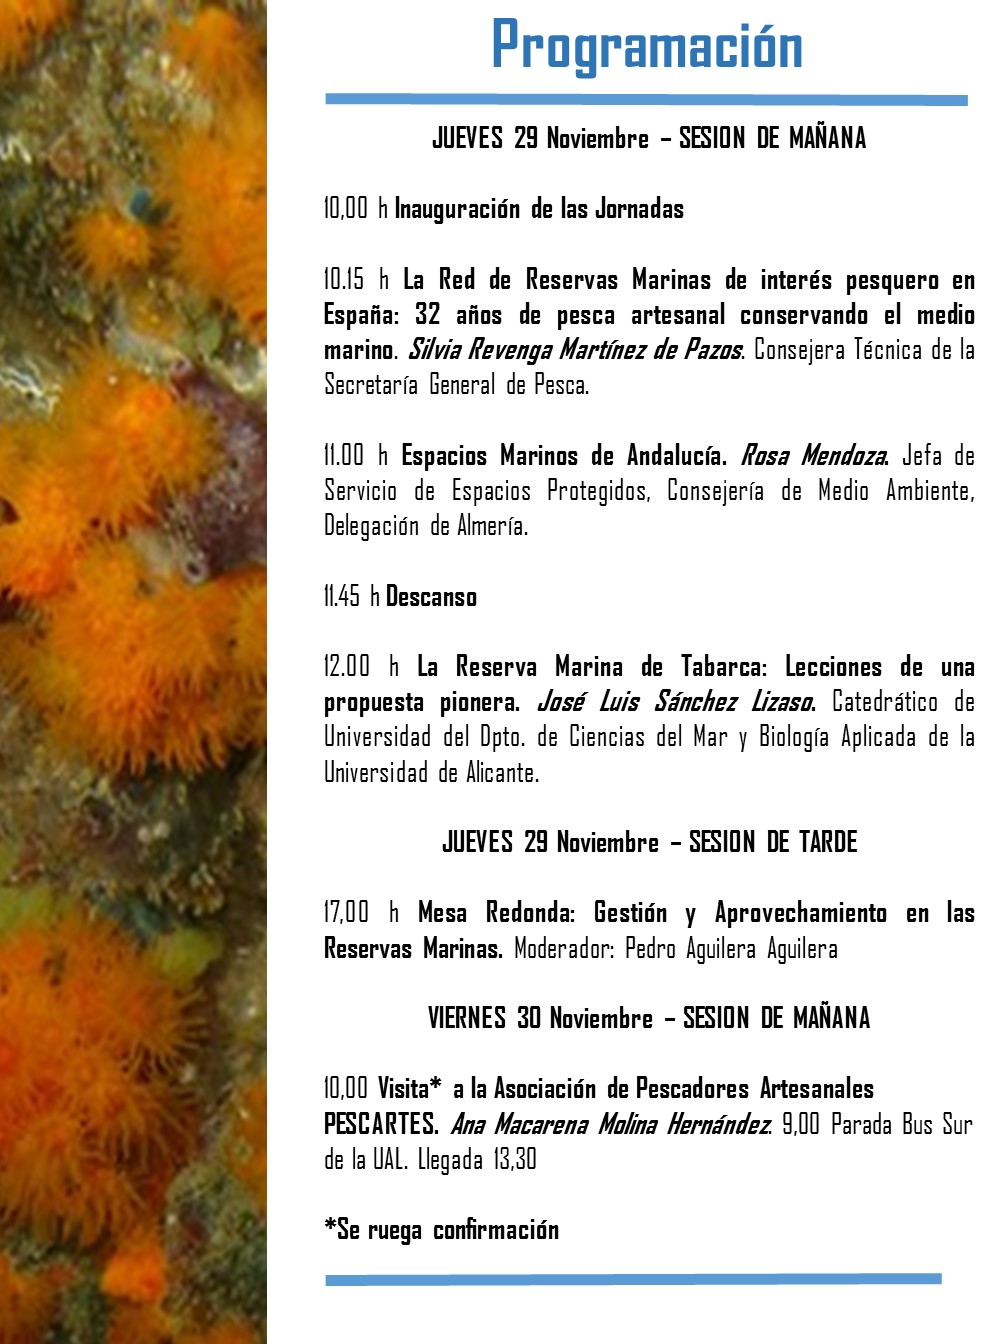 Programación
JUEVES 29 Noviembre – SESION DE MAÑANA
10,00 h Inauguración de las Jornadas
10.15 h La Red de Reservas Marinas de interés pesquero en
España: 32 años de pesca artesanal conservando el medio
marino. Silvia Revenga Martínez de Pazos. Consejera Técnica de la
Secretaría General de Pesca.
11.00 h Espacios Marinos de Andalucía. Rosa Mendoza. Jefa de
Servicio de Espacios Protegidos, Consejería de Medio Ambiente,
Delegación de Almería.
11.45 h Descanso
12.00 h La Reserva Marina de Tabarca: Lecciones de una
propuesta pionera. José Luis Sánchez Lizaso. Catedrático de
Universidad del Dpto. de Ciencias del Mar y Biología Aplicada de la
Universidad de Alicante.
JUEVES 29 Noviembre – SESION DE TARDE
17,00 h Mesa Redonda: Gestión y Aprovechamiento en las
Reservas Marinas. Moderador: Pedro Aguilera Aguilera
VIERNES 30 Noviembre – SESION DE MAÑANA
10,00 Visita* a la Asociación de Pescadores Artesanales
PESCARTES. Ana Macarena Molina Hernández. 9,00 Parada Bus Sur
de la UAL. Llegada 13,30
*Se ruega confirmación